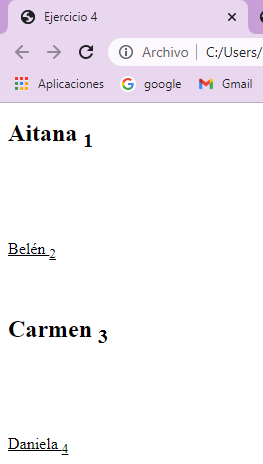 Ejercicio 4
Archivo | C:/Users/
Aplicaciones google Gmail
Aitana 1
Belén 2
Carmen 3
Daniela 4